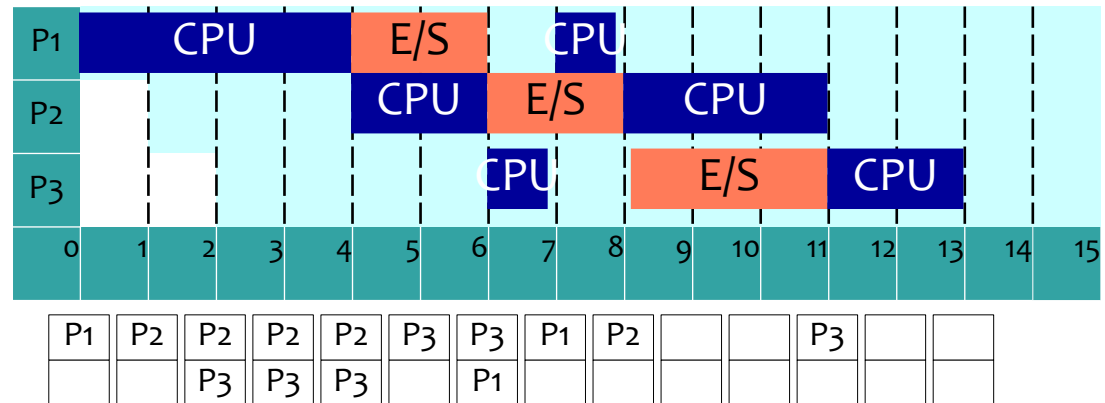 P1 CPU E/S CPU
P2 CPU E/S CPU
P3 CPU E/S CPU
0 1 2 3 4 5 6 7 8 9 10 11 12 13 14 15
P1 P2 P2 P2 P2 P3 P3 P1 P2 P3
P3 P3 P3 P1